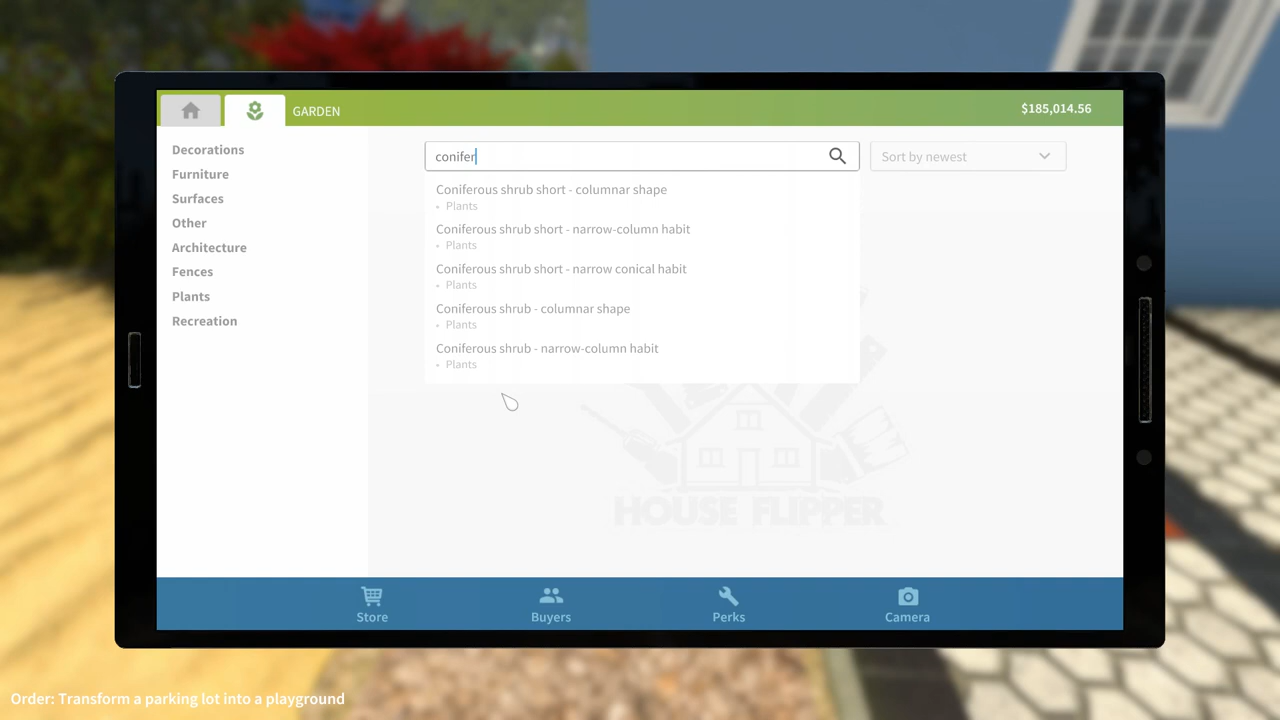 GARDEN
$185,014.56
Decorations
Furniture
Surfaces
Other
Architecture
Fences
Plants
Recreation
conifer
Sort by newest
Coniferous shrub short - columnar shape
• Plants
Coniferous shrub short - narrow-column habit
• Plants
Coniferous shrub short - narrow conical habit
• Plants
Coniferous shrub - columnar shape
• Plants
Coniferous shrub - narrow-column habit
• Plants
HOUSE FLIPPER
Store
Buyers
Perks
Camera
Order: Transform a parking lot into a playground